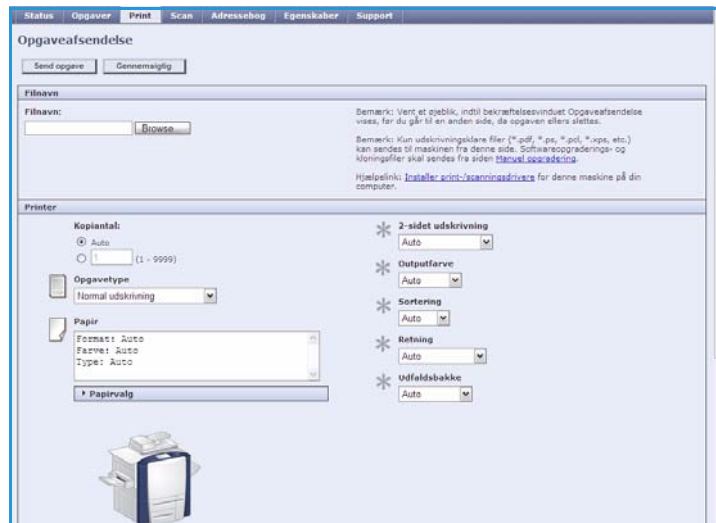 Status Opgaver Print Scan Adressebog Egenskaber Support
Opgaveafsendelse
Send opgave Gennemsigtig
Filnavn
Filnavn:
Browse...
Bemærk: Vent et øjeblik, indtil bekræftelsesvinduet Opgaveafsendelse
vises, før du går til en anden side, da opgaven ellers slettes.
Bemærk: Kun udskrivningsklare filer (*.pdf, *.ps, *.pcl, *.xps, etc.)
kan sendes til maskinen fra denne side. Softwareopgraderings- og
kloningsfiler skal sendes fra siden Manuel opgradering.
Hjælpelink: Installer print-/scanningsdrivere for denne maskine på din
computer.
Printer
Kopiantal:
Auto
1 (1 - 9999)
Opgavetype
Normal udskrivning
Papir
Format: Auto
Farve: Auto
Type: Auto
Papirvalg
2-sidet udskrivning
Auto
Outputfarve
Auto
Sortering
Auto
Retning
Auto
Udfaldsbakke
Auto